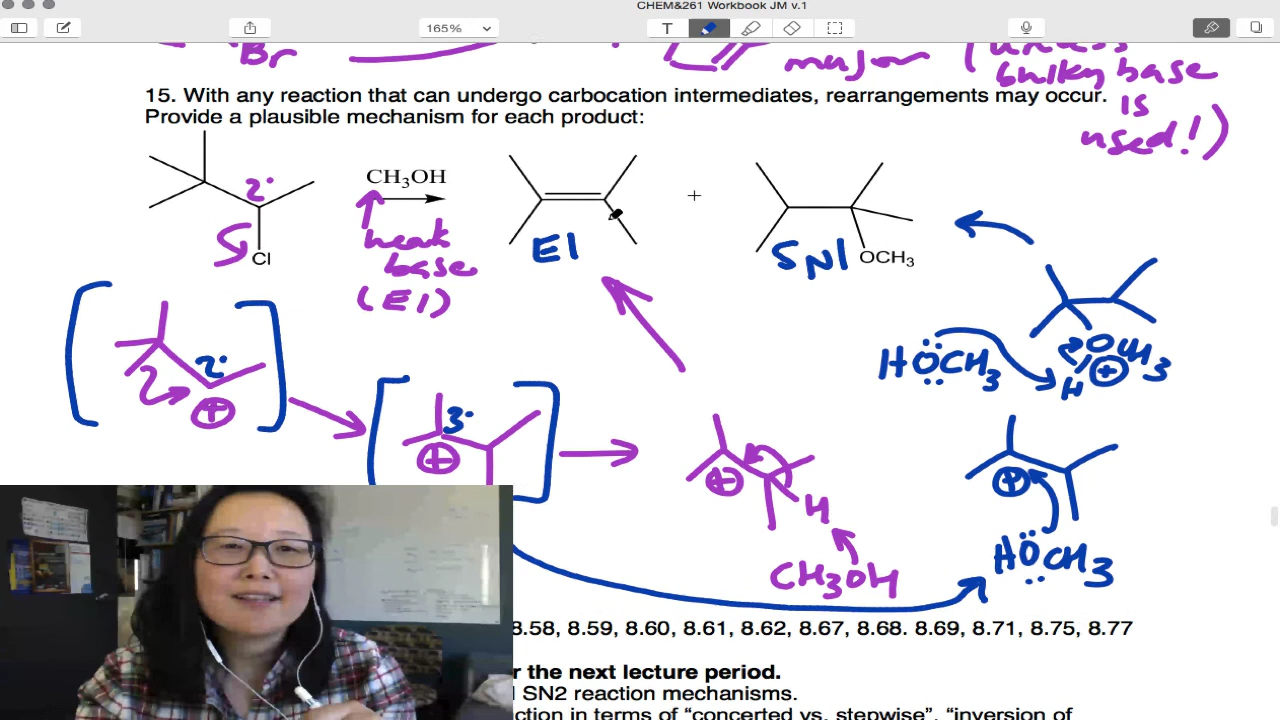 CHEM&261 Workbook JM v.1
165%
T
Br
major
(unless
bulky base
is
used!)
15. With any reaction that can undergo carbocation intermediates, rearrangements may occur.
Provide a plausible mechanism for each product:
2°
CH₃OH
Cl
weak
base
(E1)
E1
+
SN1
OCH₃
2°
+
3°
+
+
H
CH3OH
HÖCH3
OCH3
H
+
+
HÖCH3
8.58, 8.59, 8.60, 8.61, 8.62, 8.67, 8.68. 8.69, 8.71, 8.75, 8.77
r the next lecture period.
SN2 reaction mechanisms.
ction in terms of “concerted vs. stepwise”, “inversion of